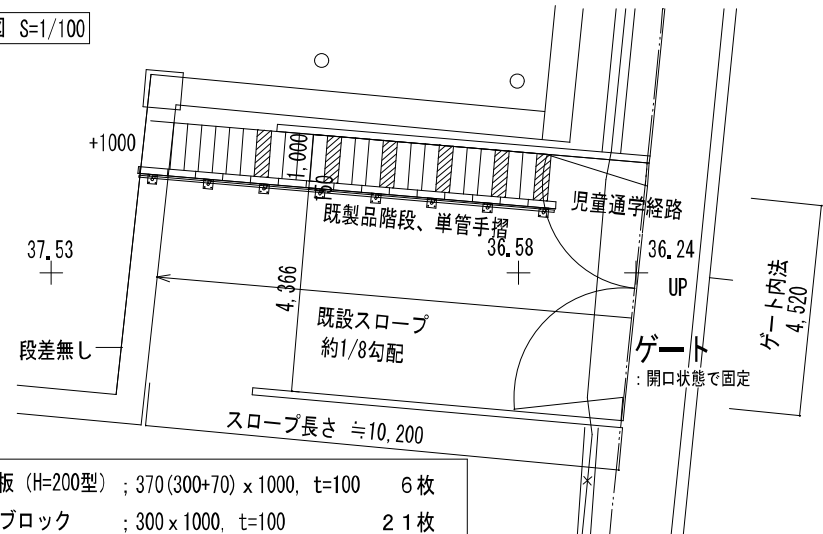 図 S=1/100
+1000
1,000
150
既製品階段、単管手摺
児童通学経路
37.53
36.58
36.24
UP
ゲート内法
4,520
4,366
既設スロープ
約1/8勾配
段差無し
ゲート
：開口状態で固定
スロープ長さ ≒10,200
板 (H=200型) ; 370(300+70) x 1000, t=100 6枚
ブロック ; 300 x 1000, t=100 21枚